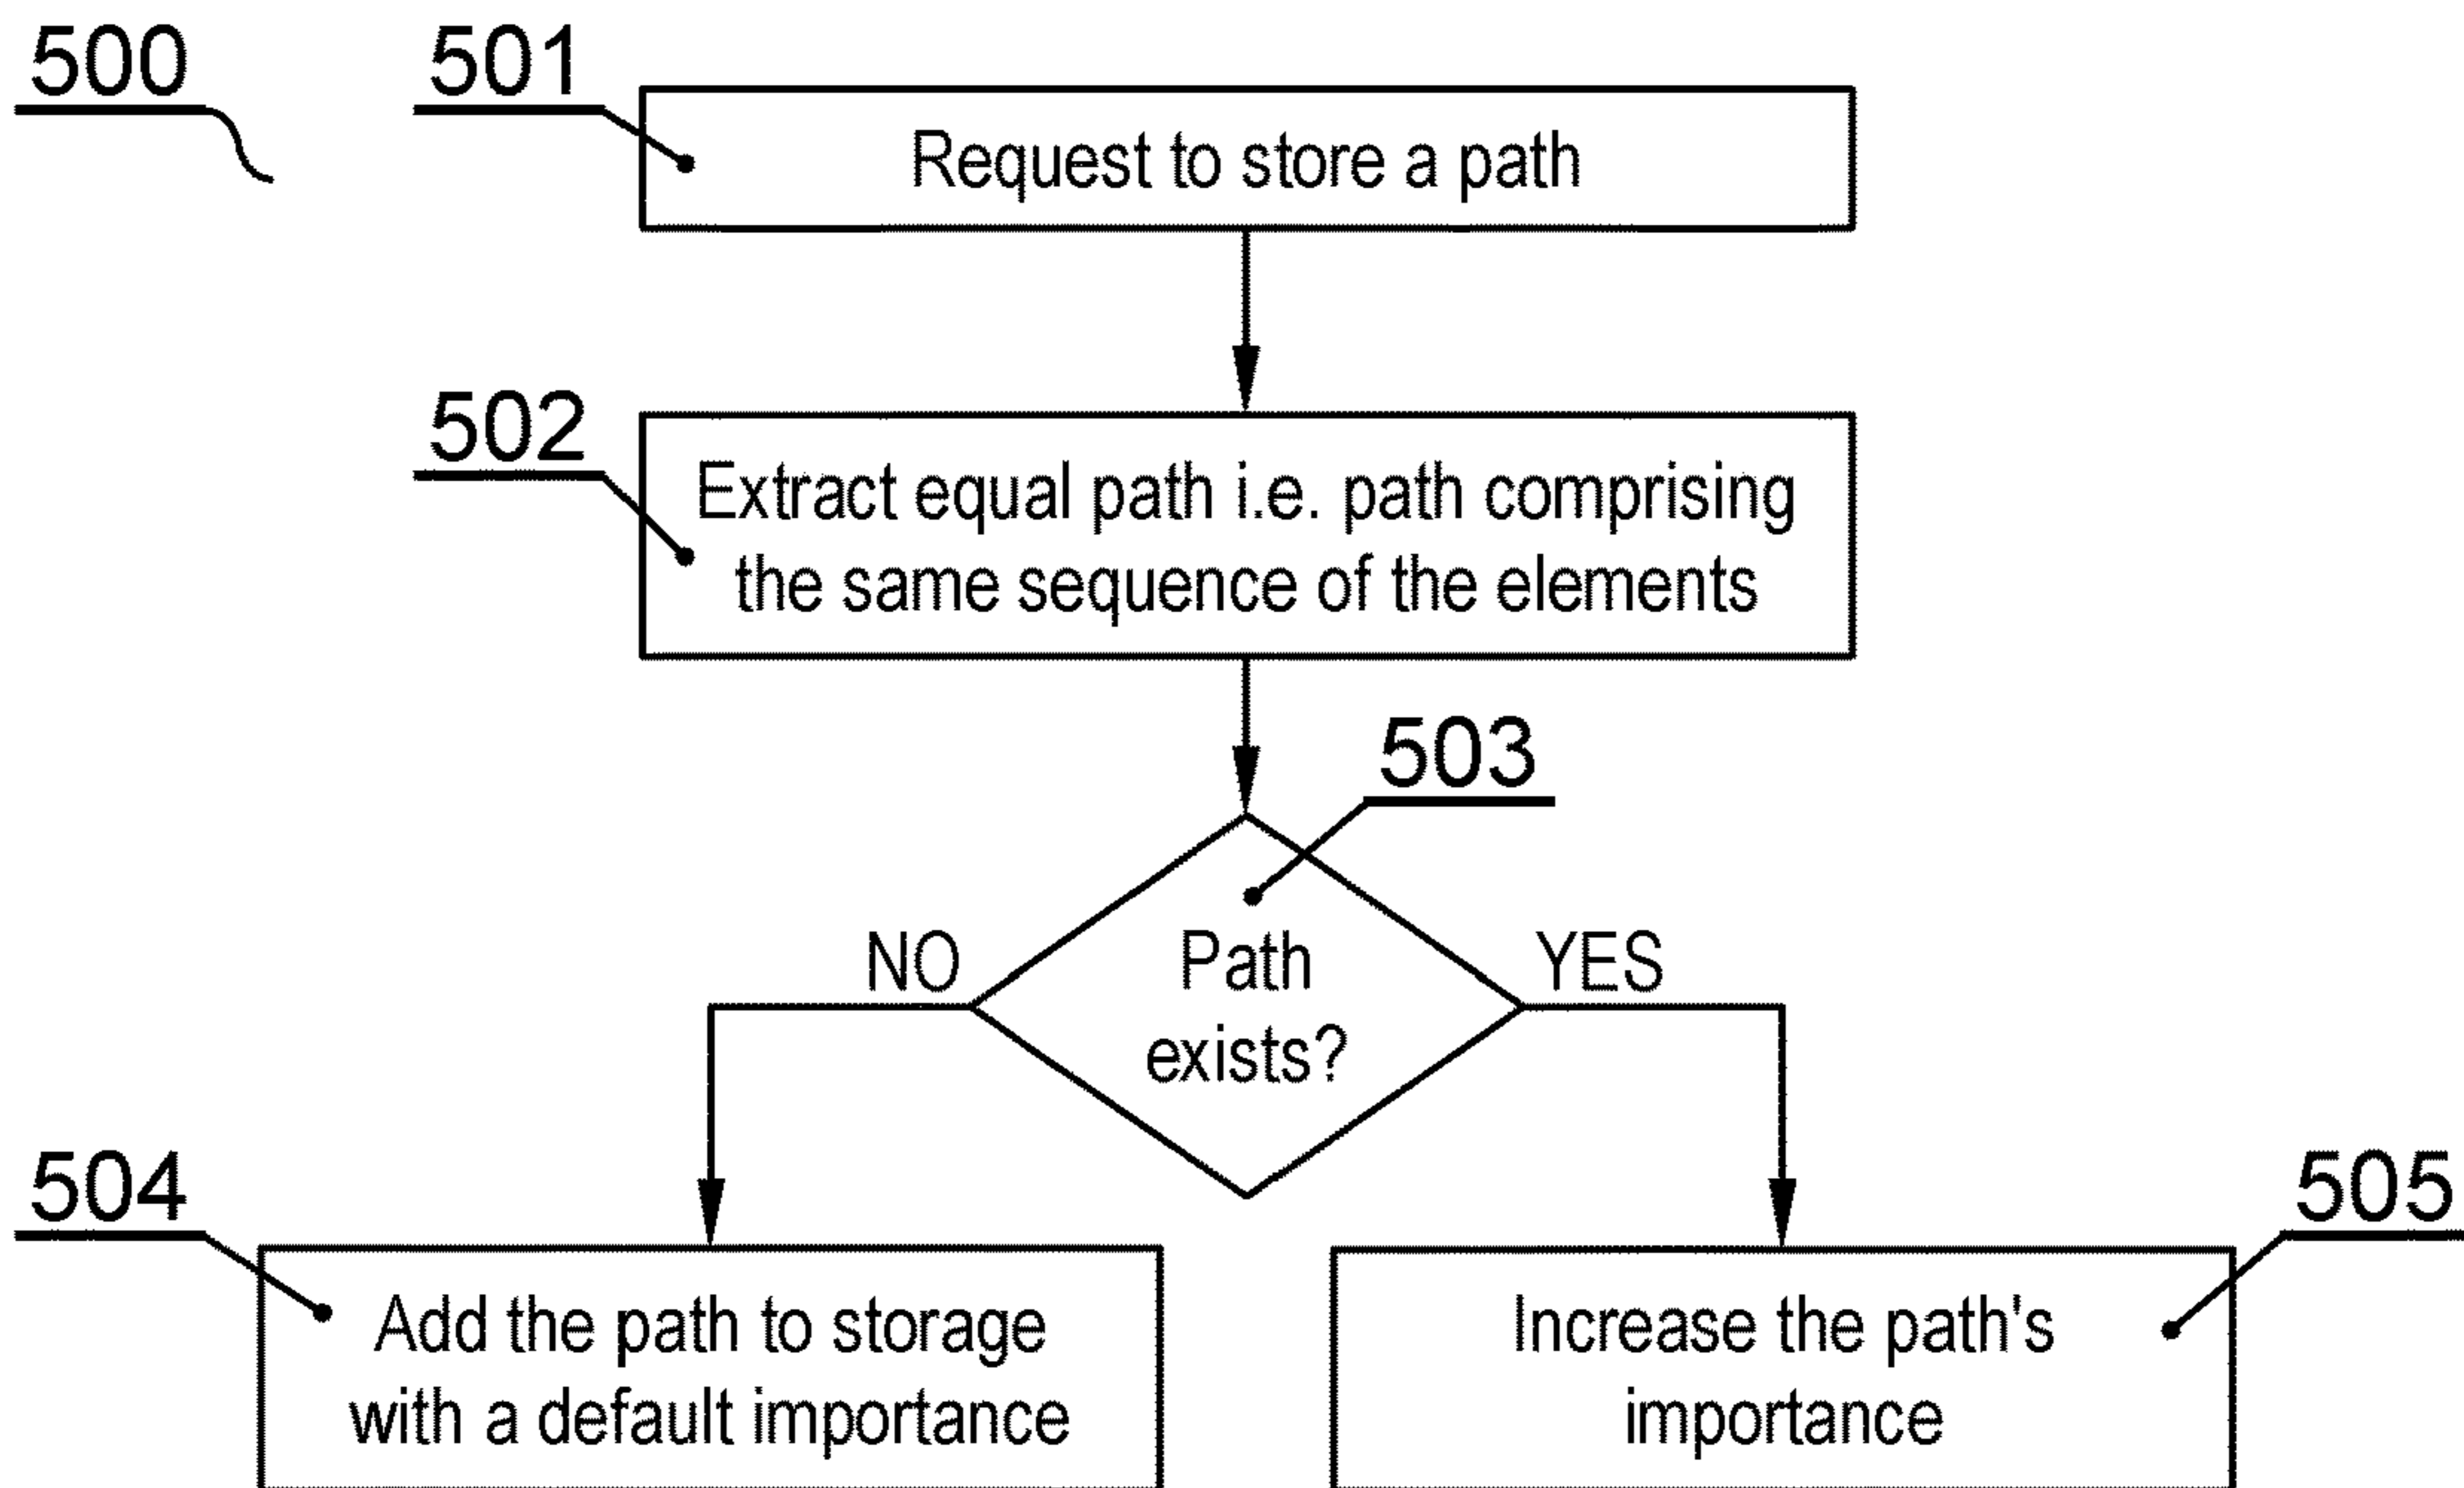 500
501
Request to store a path
502
Extract equal path i.e. path comprising
the same sequence of the elements
503
NO
Path
exists?
YES
504
Add the path to storage
with a default importance
505
Increase the path's
importance